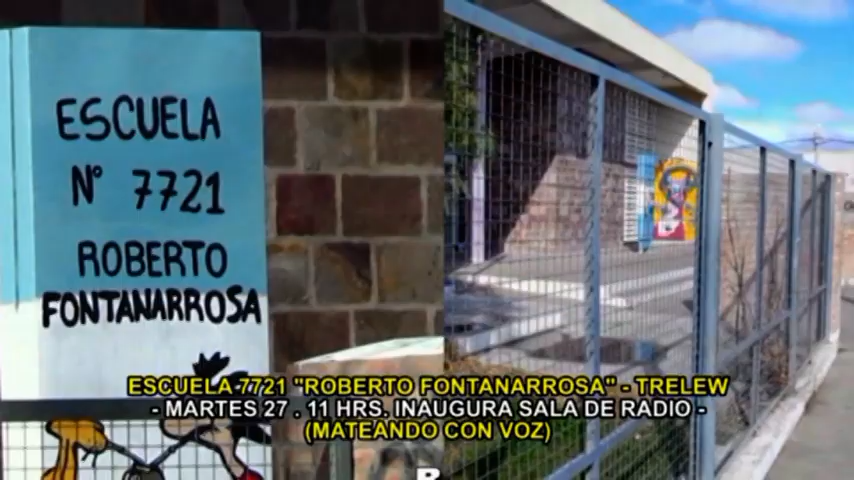 ESCUELA
N° 7721
ROBERTO
FONTANARROSA
ESCUELA 7721 "ROBERTO FONTANARROSA" - TRELEW
- MARTES 27 . 11 HRS. INAUGURA SALA DE RADIO -
(MATEANDO CON VOZ)